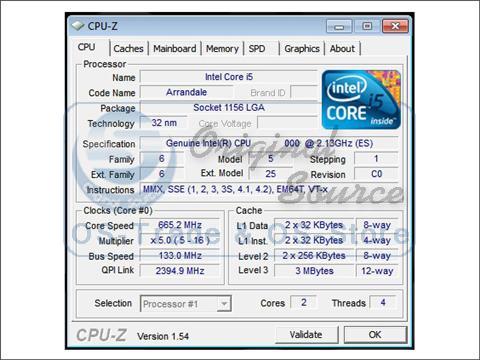 CPU-Z
CPU Caches Mainboard Memory SPD Graphics About
Processor
Name Intel Core i5
Code Name Arrandale Brand ID
Package Socket 1156 LGA
Technology 32 nm Core Voltage
intel CORE i5 inside™
Specification Genuine Intel(R) CPU 000 @ 2.13GHz (ES)
Family 6 Model 5 Stepping 1
Ext. Family 6 Ext. Model 25 Revision C0
Instructions MMX, SSE (1, 2, 3, 3S, 4.1, 4.2), EM64T, VT-x
Original Source
OS Trade & OS Store
Clocks (Core #0)
Core Speed 665.2 MHz
Multiplier x 5.0 ( 5 - 16 )
Bus Speed 133.0 MHz
QPI Link 2394.9 MHz
Cache
L1 Data 2 x 32 KBytes 8-way
L1 Inst. 2 x 32 KBytes 4-way
Level 2 2 x 256 KBytes 8-way
Level 3 3 MBytes 12-way
Selection Processor #1 Cores 2 Threads 4
CPU-Z Version 1.54 Validate OK